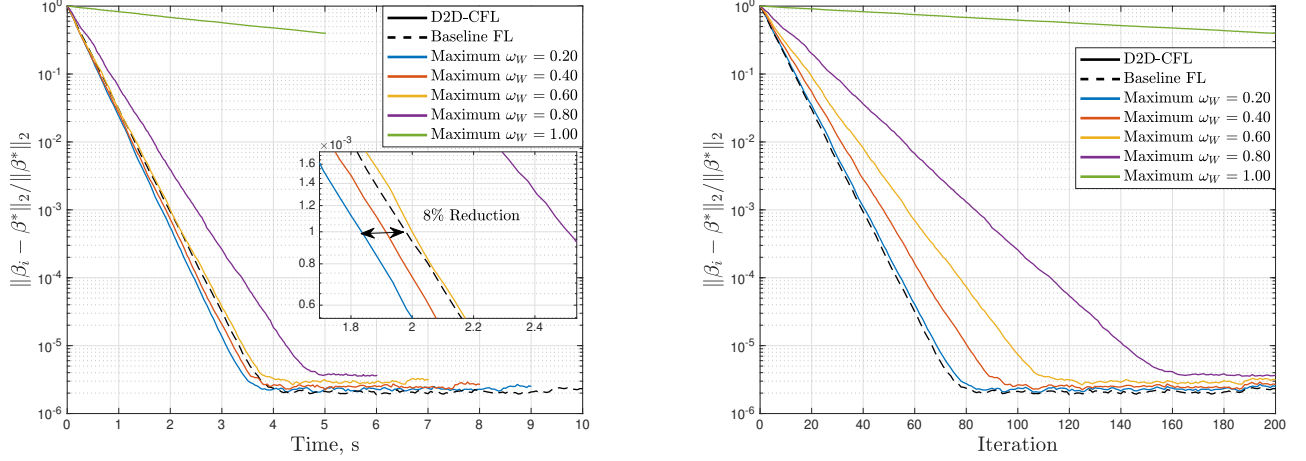 10^0
10^-1
10^-2
10^-3
10^-4
10^-5
10^-6
||β_i − β*||_2/||β*||_2
0 1 2 3 4 5 6 7 8 9 10
Time, s
D2D-CFL
Baseline FL
Maximum ω_W = 0.20
Maximum ω_W = 0.40
Maximum ω_W = 0.60
Maximum ω_W = 0.80
Maximum ω_W = 1.00
×10^-3
1.6
1.4
1.2
1
0.8
0.6
8% Reduction
1.8 2 2.2 2.4
10^0
10^-1
10^-2
10^-3
10^-4
10^-5
10^-6
||β_i − β*||_2/||β*||_2
0 20 40 60 80 100 120 140 160 180 200
Iteration
D2D-CFL
Baseline FL
Maximum ω_W = 0.20
Maximum ω_W = 0.40
Maximum ω_W = 0.60
Maximum ω_W = 0.80
Maximum ω_W = 1.00